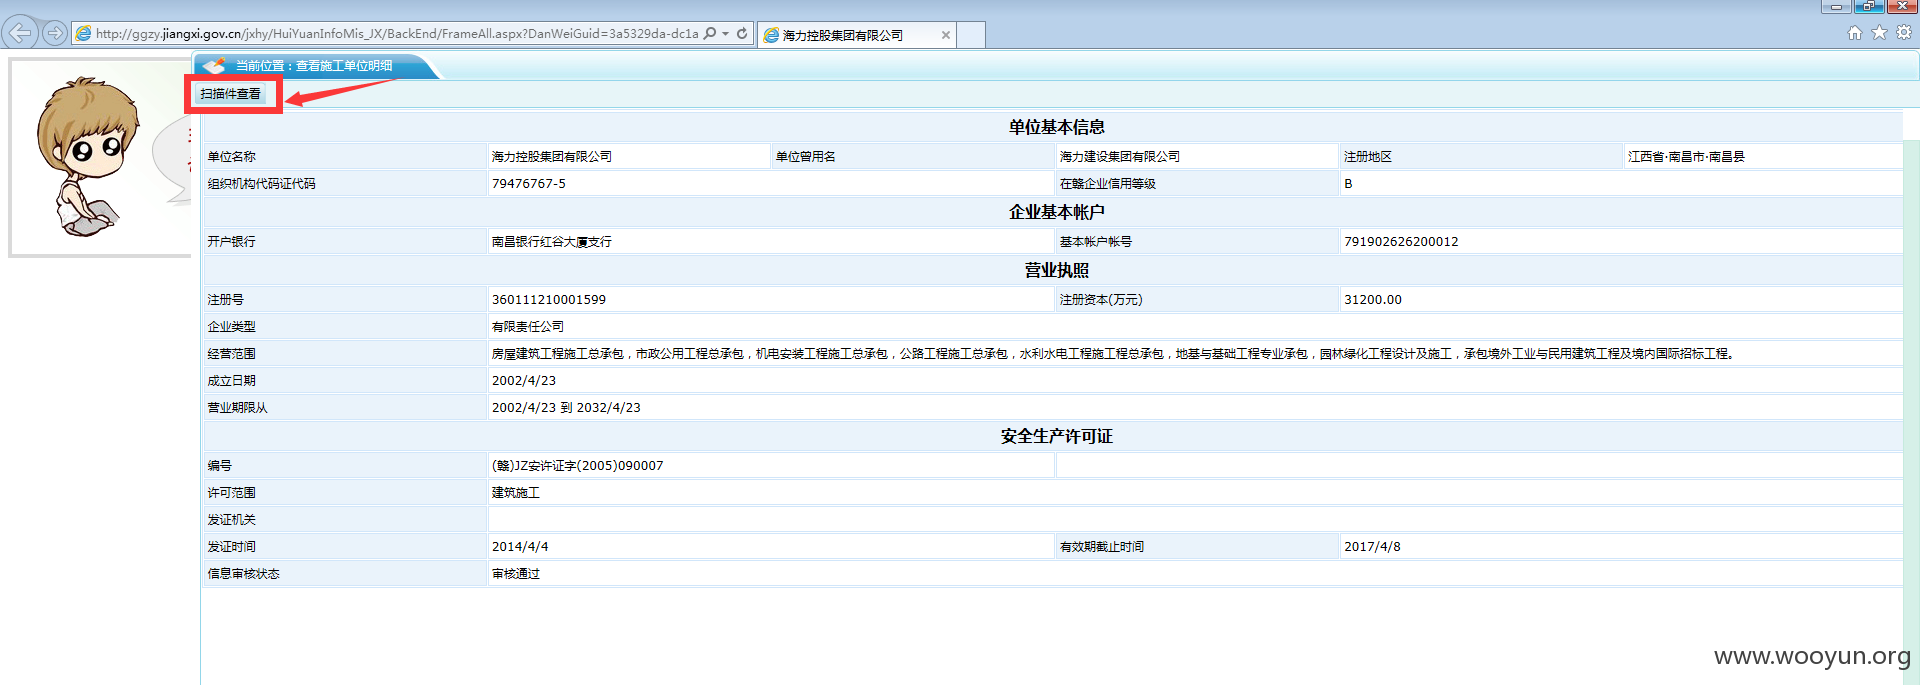 http://ggzy.jiangxi.gov.cn/jxhy/HuiYuanInfoMis_JX/BackEnd/FrameAll.aspx?DanWeiGuid=3a5329da-dc1a
海力控股集团有限公司
当前位置：查看施工单位明细
扫描件查看
单位基本信息
单位名称 海力控股集团有限公司 单位曾用名 海力建设集团有限公司 注册地区 江西省·南昌市·南昌县
组织机构代码证代码 79476767-5 在赣企业信用等级 B
企业基本帐户
开户银行 南昌银行红谷大厦支行 基本帐户帐号 791902626200012
营业执照
注册号 360111210001599 注册资本(万元) 31200.00
企业类型 有限责任公司
经营范围 房屋建筑工程施工总承包，市政公用工程总承包，机电安装工程施工总承包，公路工程施工总承包，水利水电工程施工程总承包，地基与基础工程专业承包，园林绿化工程设计及施工，承包境外工业与民用建筑工程及境内国际招标工程。
成立日期 2002/4/23
营业期限从 2002/4/23 到 2032/4/23
安全生产许可证
编号 (赣)JZ安许证字(2005)090007
许可范围 建筑施工
发证机关
发证时间 2014/4/4 有效期截止时间 2017/4/8
信息审核状态 审核通过
www.wooyun.org